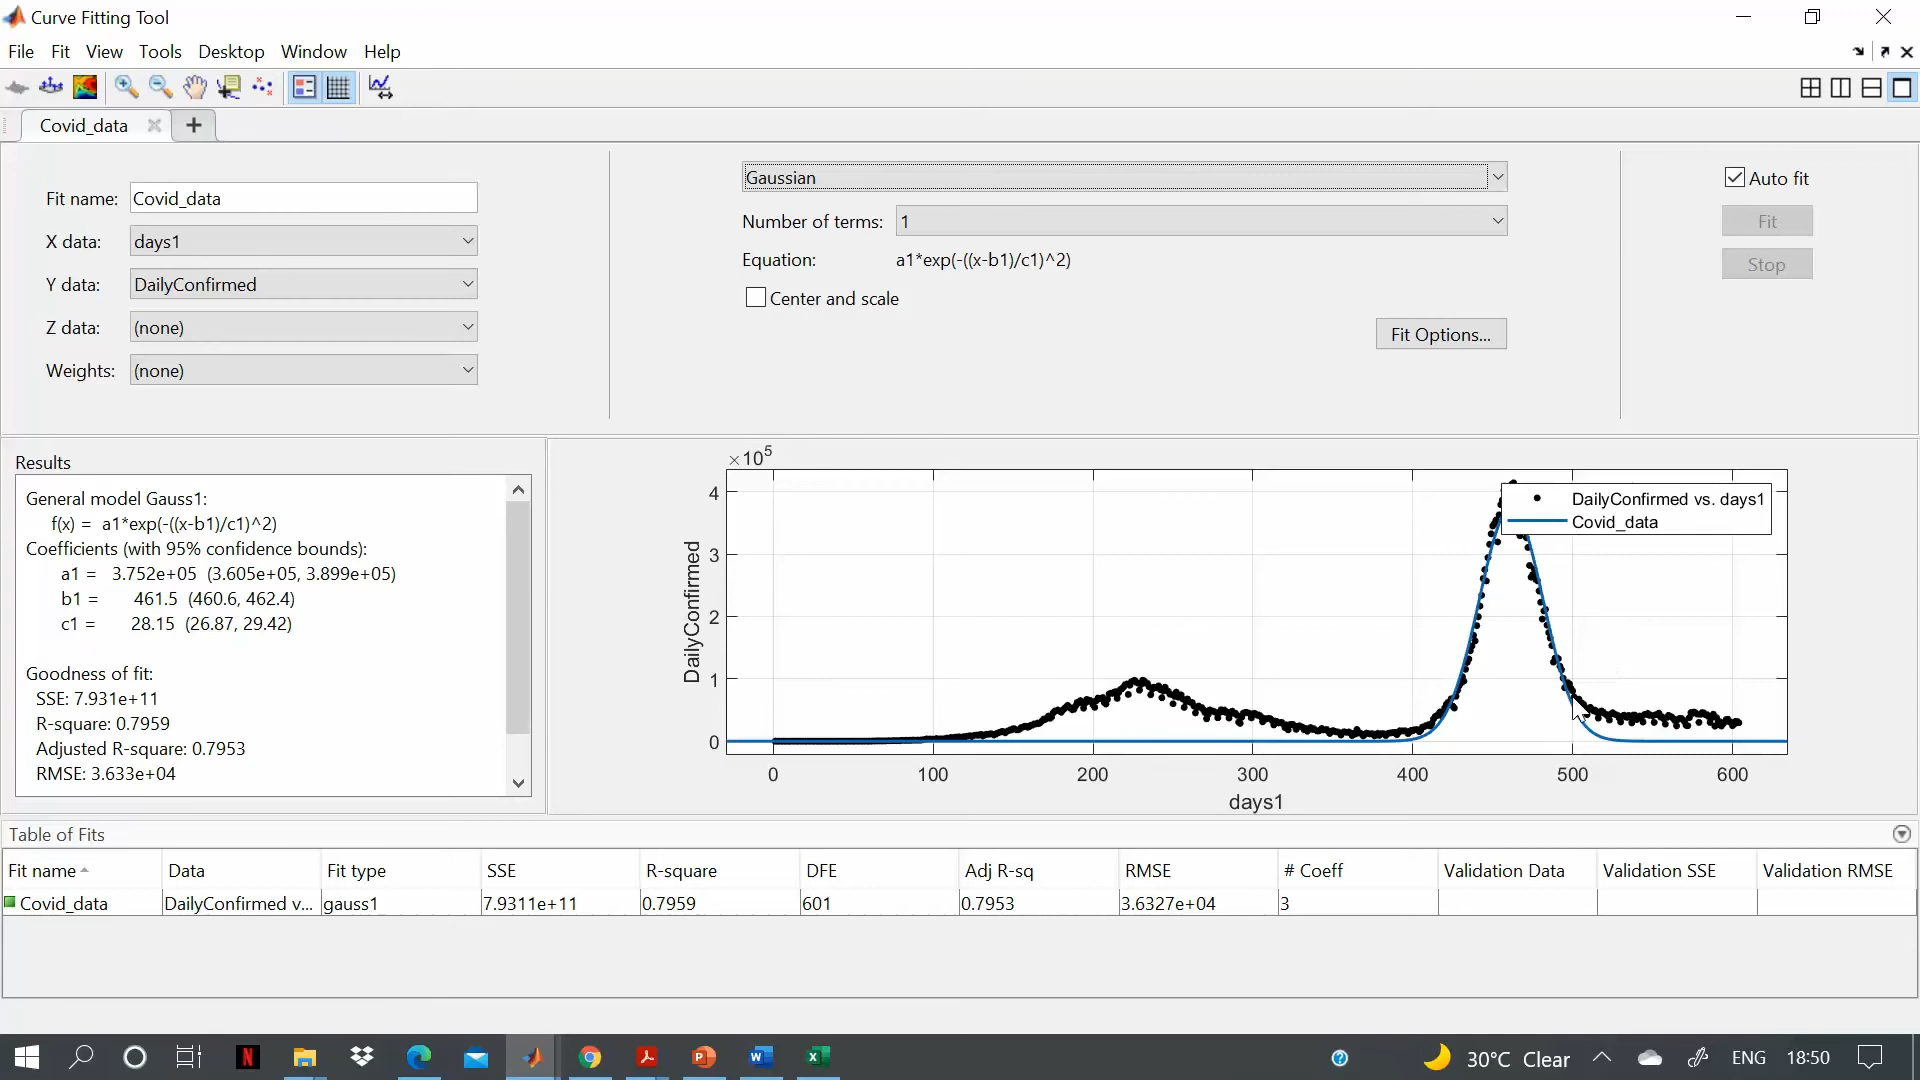 Curve Fitting Tool
File Fit View Tools Desktop Window Help
Covid_data
Fit name: Covid_data
X data: days1
Y data: DailyConfirmed
Z data: (none)
Weights: (none)
Gaussian
Number of terms: 1
Equation: a1*exp(-((x-b1)/c1)^2)
Center and scale
Fit Options...
Auto fit
Fit
Stop
Results
General model Gauss1:
f(x) = a1*exp(-((x-b1)/c1)^2)
Coefficients (with 95% confidence bounds):
a1 = 3.752e+05 (3.605e+05, 3.899e+05)
b1 = 461.5 (460.6, 462.4)
c1 = 28.15 (26.87, 29.42)
Goodness of fit:
SSE: 7.931e+11
R-square: 0.7959
Adjusted R-square: 0.7953
RMSE: 3.633e+04
×10^5
4
3
2
1
0
DailyConfirmed
DailyConfirmed vs. days1
Covid_data
0 100 200 300 400 500 600
days1
Table of Fits
Fit name Data Fit type SSE R-square DFE Adj R-sq RMSE # Coeff Validation Data Validation SSE Validation RMSE
Covid_data DailyConfirmed v... gauss1 7.9311e+11 0.7959 601 0.7953 3.6327e+04 3
30°C Clear ENG 18:50